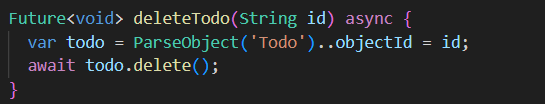 Future<void> deleteTodo(String id) async {
  var todo = ParseObject('Todo')..objectId = id;
  await todo.delete();
}